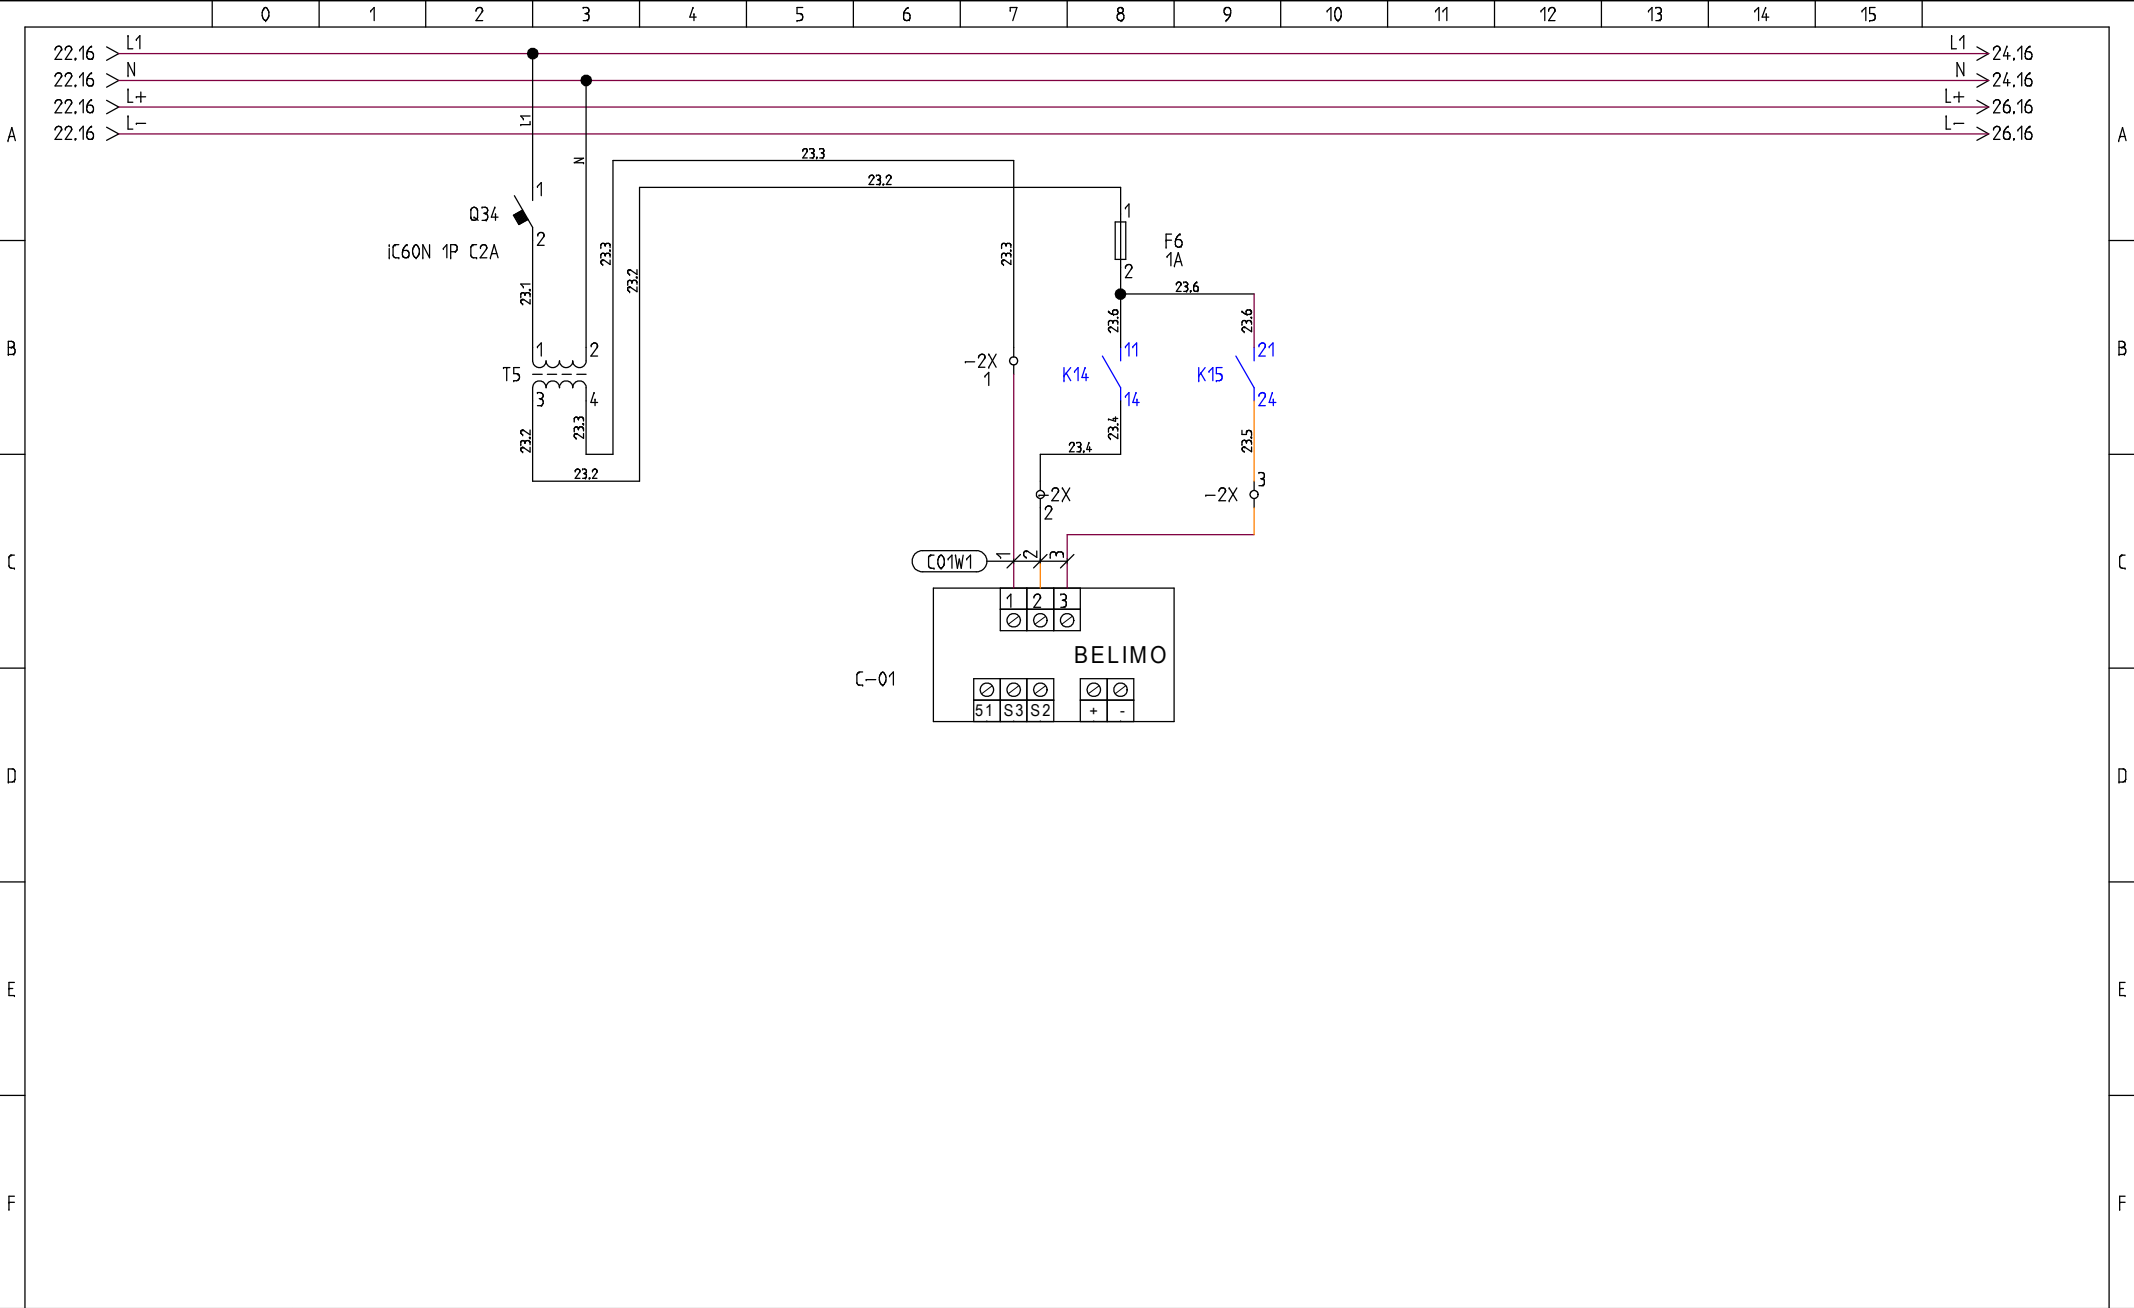 0 1 2 3 4 5 6 7 8 9 10 11 12 13 14 15
22.16 L1 L1 24.16
22.16 N N 24.16
22.16 L+ L+ 26.16
22.16 L- L- 26.16
A A
L1
N
23.3
23.2
1
Q34
2
iC60N 1P C2A
23.3
23.2
23.3
1
F6
1A
2
23.6
23.1
23.6
23.6
B B
1 2
T5
3 4
-2X
1
11
K14
14
21
K15
24
23.2
23.3
23.4
23.4
23.5
23.2
-2X
2
-2X
3
C C
C01W1
1 2 3
1 2 3
BELIMO
C-01
51 S3 S2 + -
D D
E E
F F